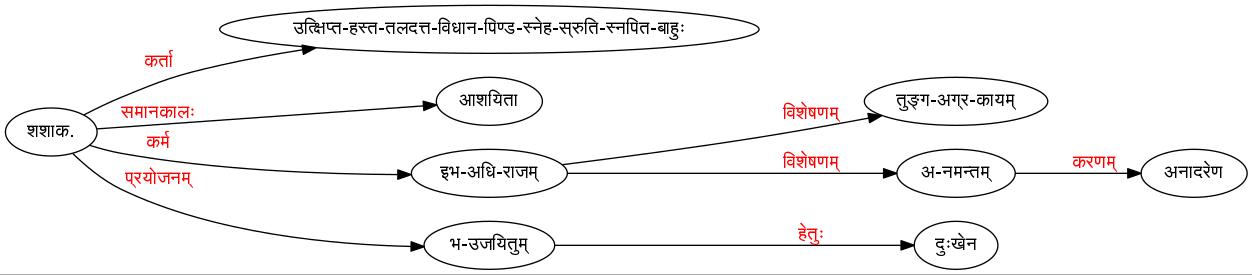 उत्क्षिप्त-हस्त-तलदत्त-विधान-पिण्ड-स्नेह-स्रुति-स्नपित-बाहुः
कर्ता
समानकालः
आशयिता
विशेषणम्
तुङ्ग-अग्र-कायम्
शशाक.
कर्म
इभ-अधि-राजम्
विशेषणम्
अ-नमन्तम्
करणम्
अनादरेण
प्रयोजनम्
भ-उजयितुम्
हेतुः
दुःखेन